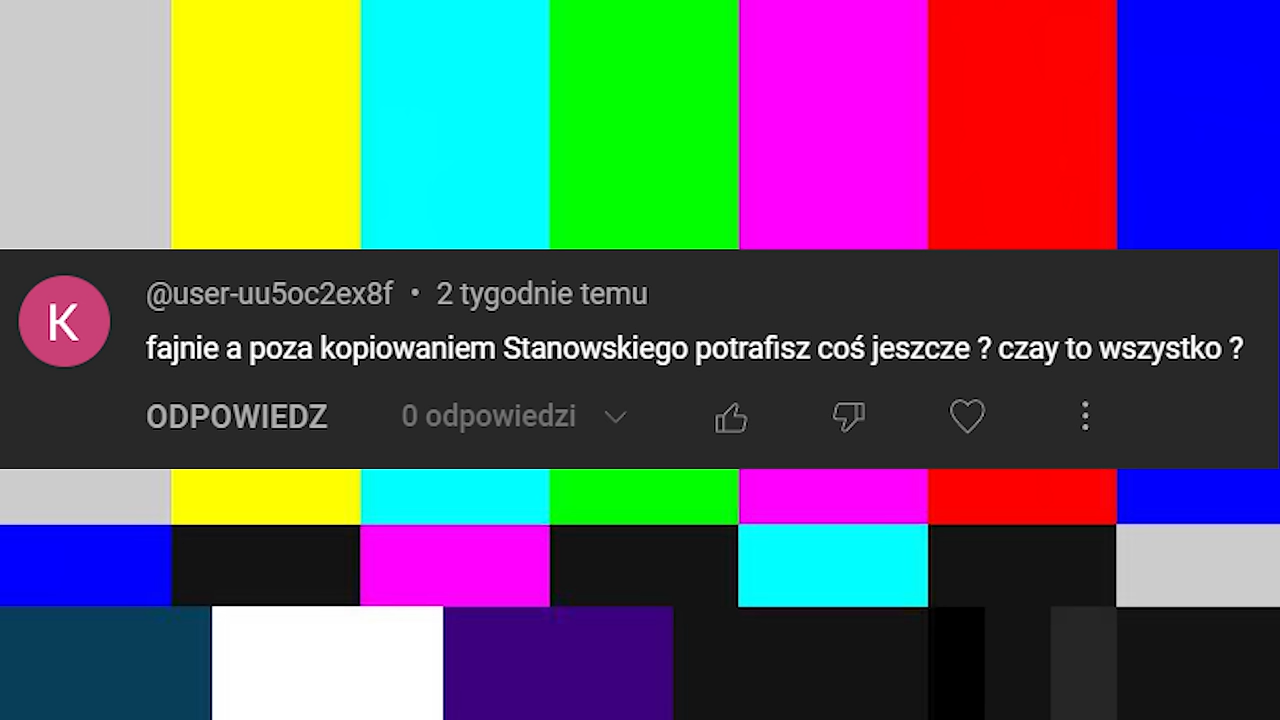 K
@user-uu5oc2ex8f • 2 tygodnie temu
fajnie a poza kopiowaniem Stanowskiego potrafisz coś jeszcze ? czay to wszystko ?
ODPOWIEDZ 0 odpowiedzi